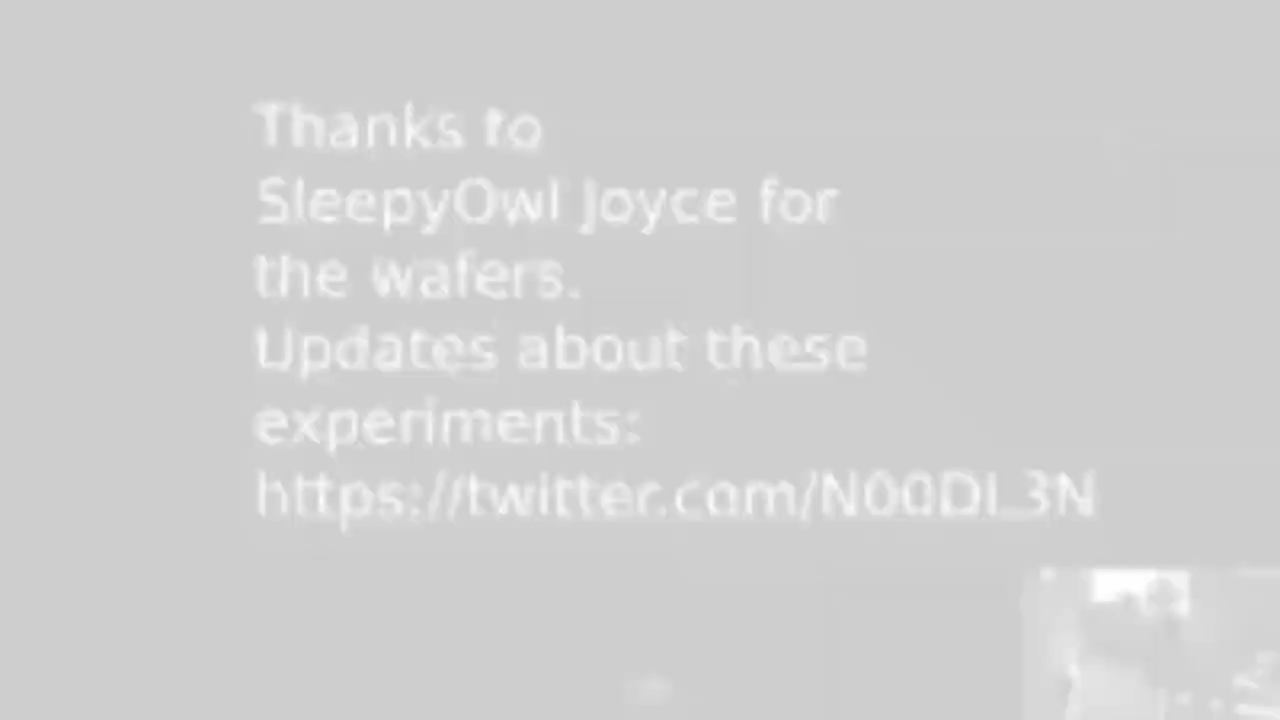 Thanks to
SleepyOwl Joyce for
the wafers.
Updates about these
experiments:
https://twitter.com/N00DL3N